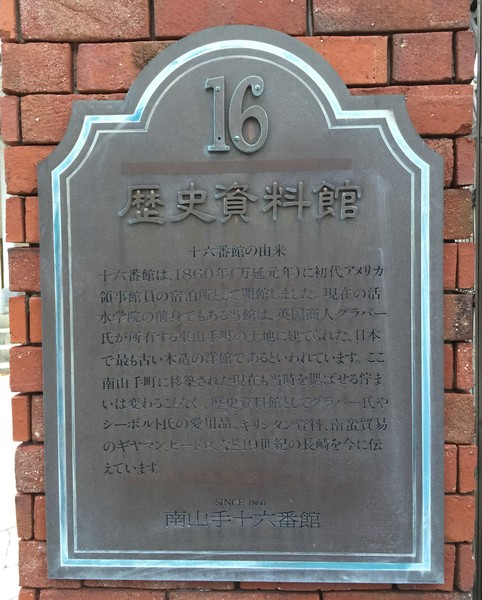 16
歴史資料館
十六番館の由来
十六番館は、1860年(万延元年)に初代アメリカ
領事館員の宿泊所として開館しました。現在の活
水学院の前身でもある当館は、英国商人グラバー
氏が所有する東山手町の土地に建てられた、日本
で最も古い木造の洋館であるといわれています。ここ
南山手町に移築された現在も当時を偲ばせる佇ま
いは変わることなく、歴史資料館としてグラバー氏や
シーボルト氏の愛用品、キリシタン資料、南蛮貿易
のギヤマン、ビードロなど19世紀の長崎を今に伝
えています。
SINCE 1860
南山手十六番館